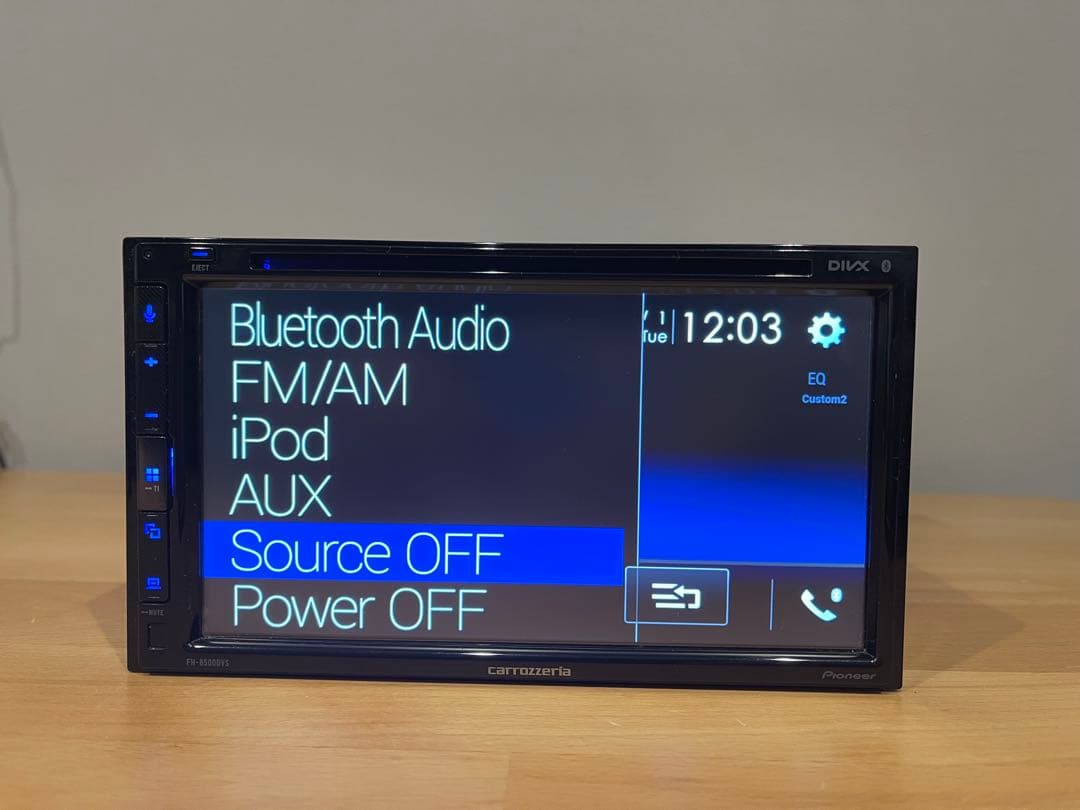 EJECT
DIVX
Bluetooth Audio
FM/AM
iPod
AUX
Source OFF
Power OFF
/ 1
Tue
12:03
EQ
Custom2
MUTE
FH-8500DVS
carrozzeria
Pioneer